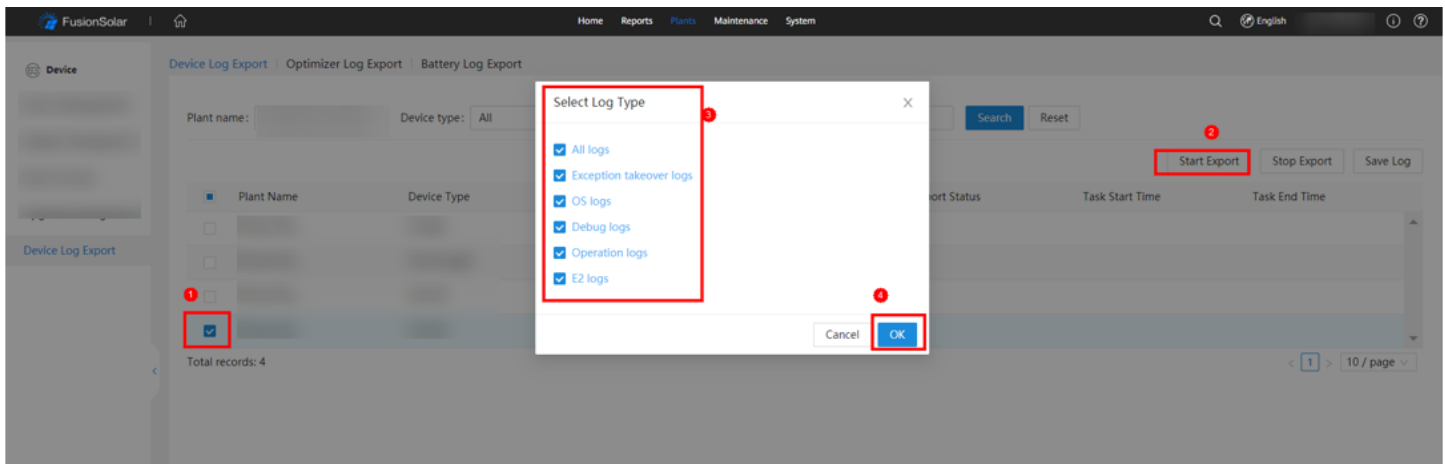 FusionSolar Home Reports Plants Maintenance System English
Device
Device Log Export Optimizer Log Export Battery Log Export
Plant name: Device type: All Search Reset
Select Log Type
3
2
Start Export Stop Export Save Log
All logs
Exception takeover logs
OS logs
Debug logs
Operation logs
E2 logs
Plant Name Device Type ort Status Task Start Time Task End Time
Device Log Export
1
4
Cancel OK
Total records: 4
< 1 > 10 / page